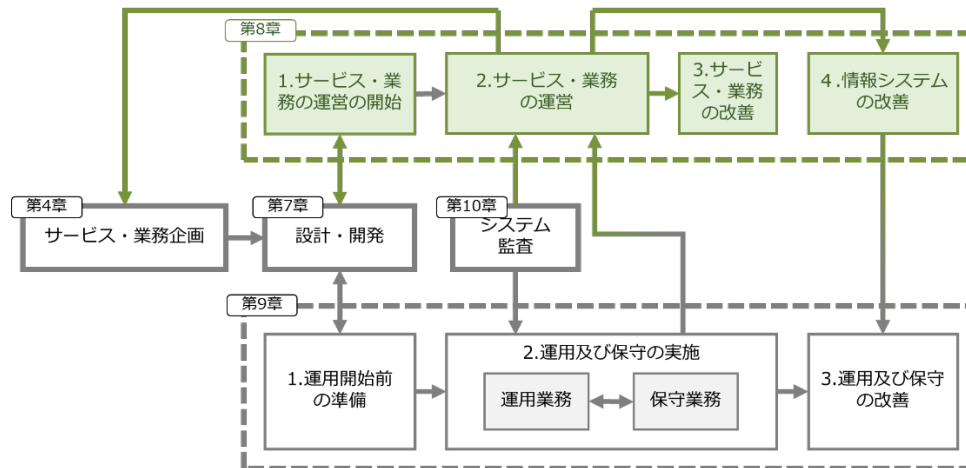 第8章
1.サービス・業
務の運営の開始
2.サービス・業務
の運営
3.サービ
ス・業務
の改善
４.情報システム
の改善
第4章
サービス・業務企画
第7章
設計・開発
第10章
システム
監査
第9章
1.運用開始前
の準備
2.運用及び保守の実施
運用業務
保守業務
3.運用及び保守
の改善